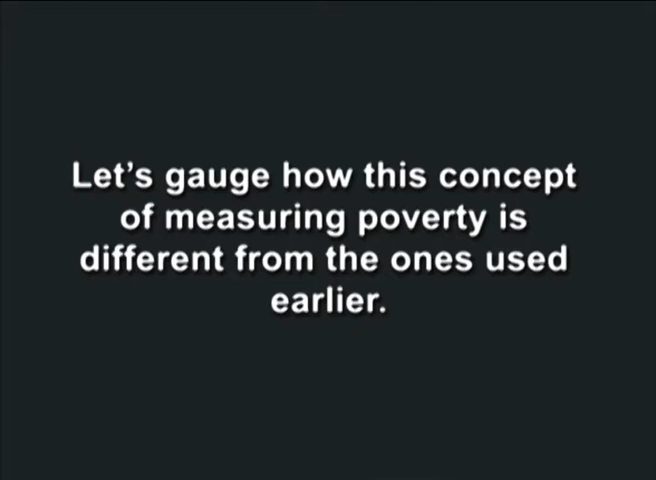 Let's gauge how this concept
of measuring poverty is
different from the ones used
earlier.